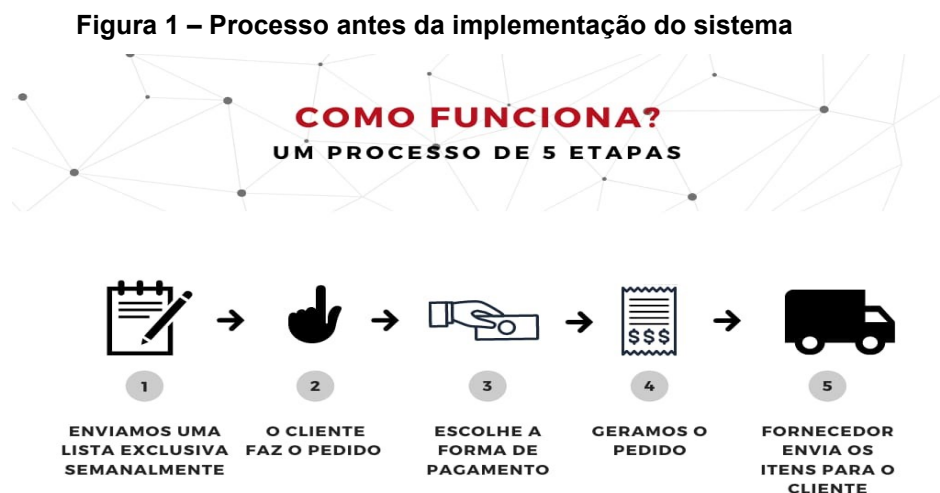 Figura 1 – Processo antes da implementação do sistema
COMO FUNCIONA?
UM PROCESSO DE 5 ETAPAS
$$$
1
2
3
4
5
ENVIAMOS UMA
LISTA EXCLUSIVA
SEMANALMENTE
O CLIENTE
FAZ O PEDIDO
ESCOLHE A
FORMA DE
PAGAMENTO
GERAMOS O
PEDIDO
FORNECEDOR
ENVIA OS
ITENS PARA O
CLIENTE